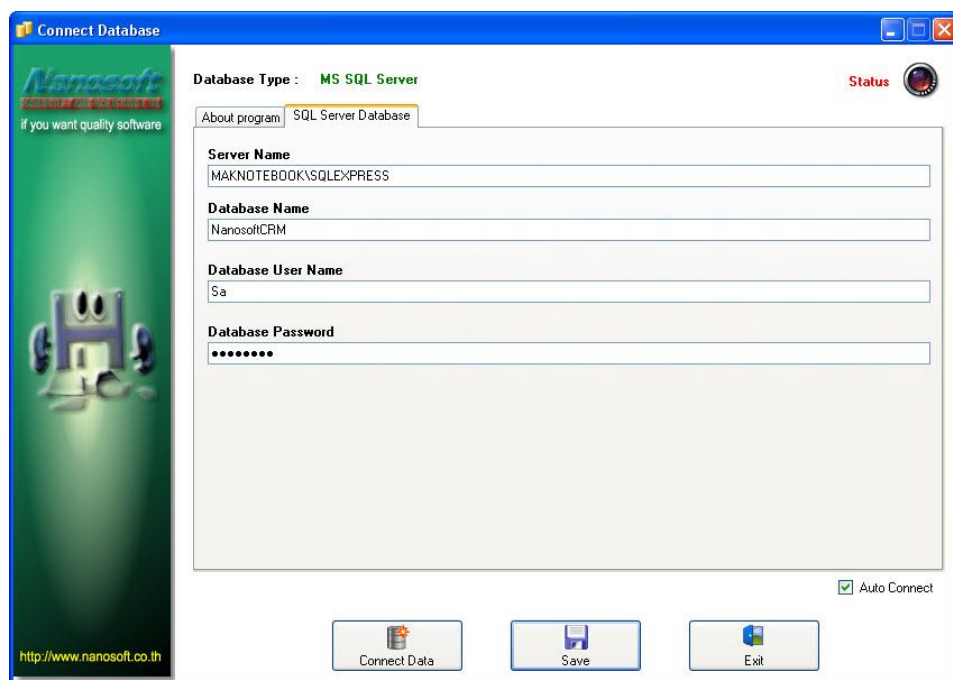 Connect Database
Nanosoft
if you want quality software
Database Type : MS SQL Server
Status
About program
SQL Server Database
Server Name
MAKNOTEBOOK\SQLEXPRESS
Database Name
NanosoftCRM
Database User Name
Sa
Database Password
••••••••
Auto Connect
Connect Data
Save
Exit
http://www.nanosoft.co.th